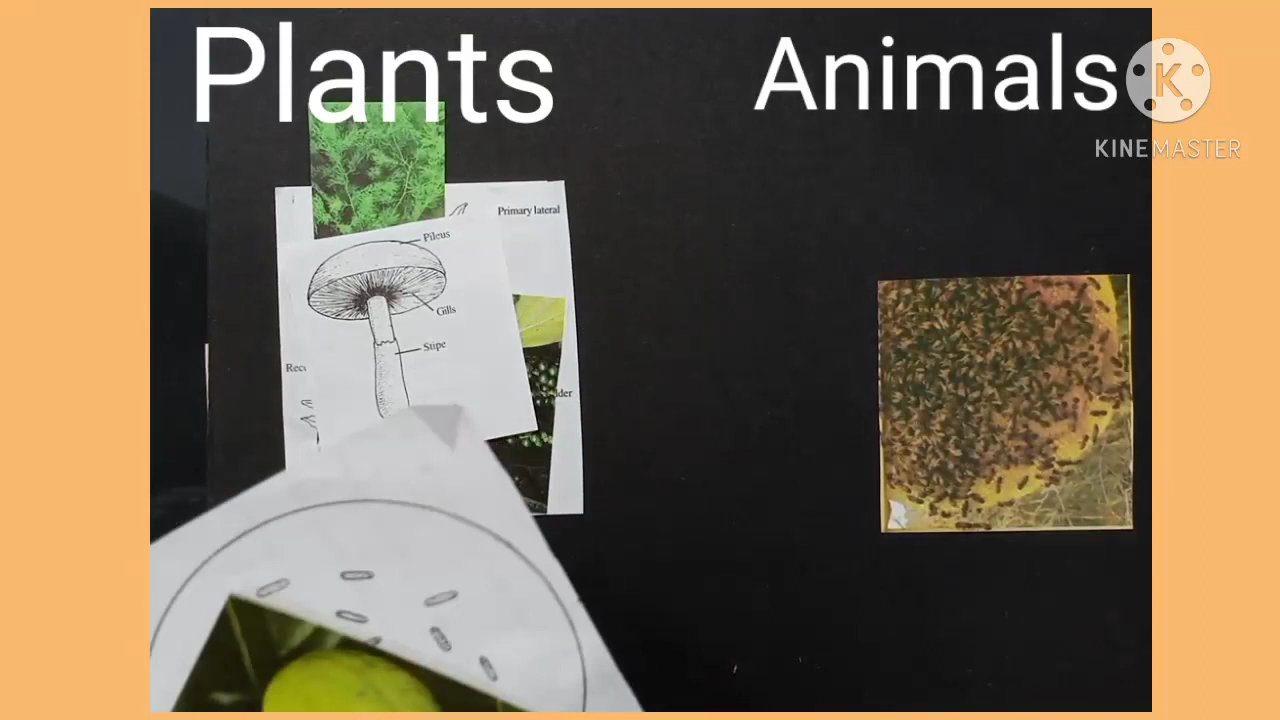 Plants
Animals
K
KINEMASTER
Primary lateral
Pileus
Gills
Stipe